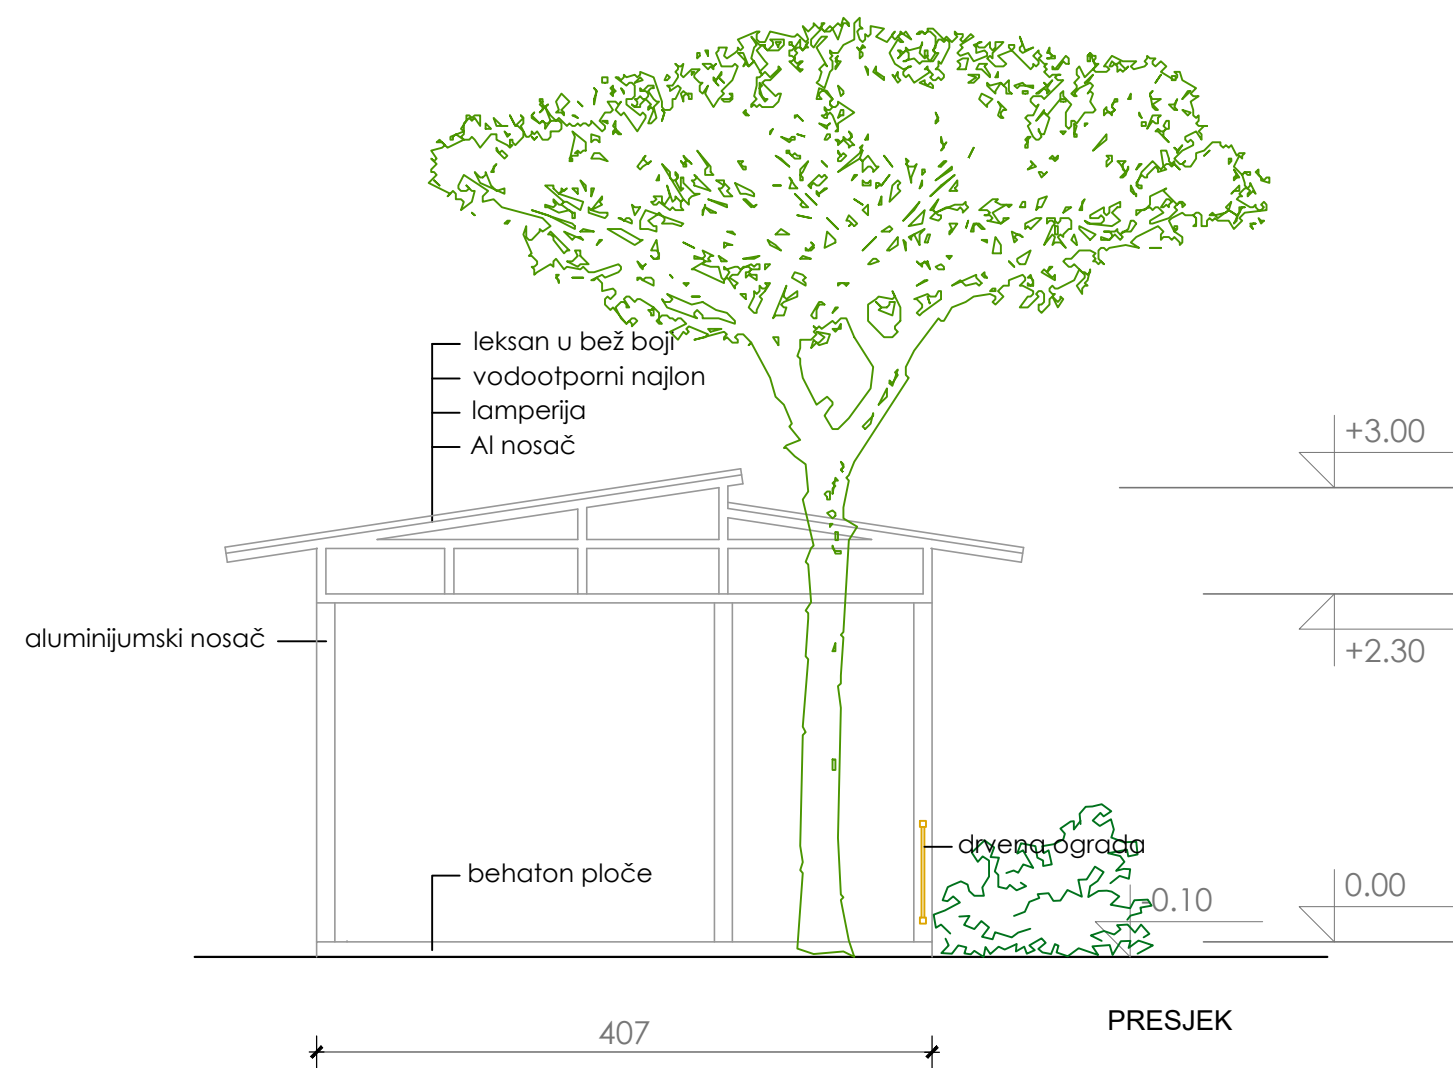 leksan u bež boji
vodootporni najlon
lamperija
Al nosač
+3.00
aluminijumski nosač
+2.30
drvena ograda
behaton ploče
-0.10
0.00
PRESJEK
407